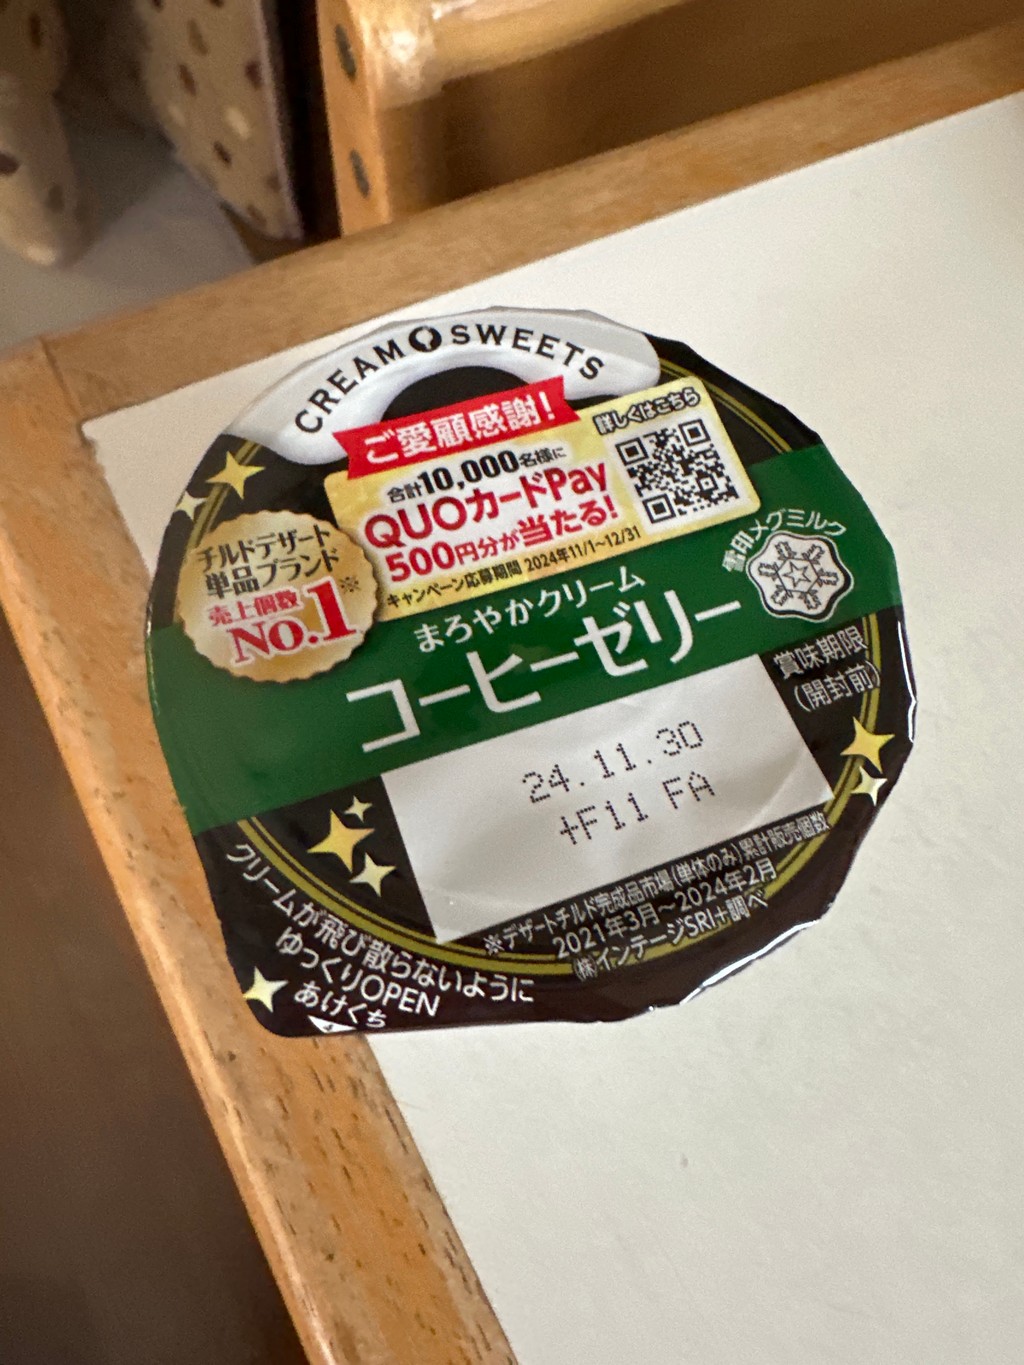 CREAM SWEETS
ご愛顧感謝!
詳しくはこちら
合計10,000名様に
QUOカードPay
500円分が当たる!
キャンペーン応募期間 2024年11/1~12/31
チルドデザート
単品ブランド
売上個数
No.1※
雪印メグミルク
まろやかクリーム
コーヒーゼリー
賞味期限
(開封前)
24.11.30
+F11 FA
※デザートチルド完成品市場(単体のみ)累計販売個数
2021年3月~2024年2月
㈱インテージSRI+調べ
クリームが飛び散らないように
ゆっくりOPEN
あけくち